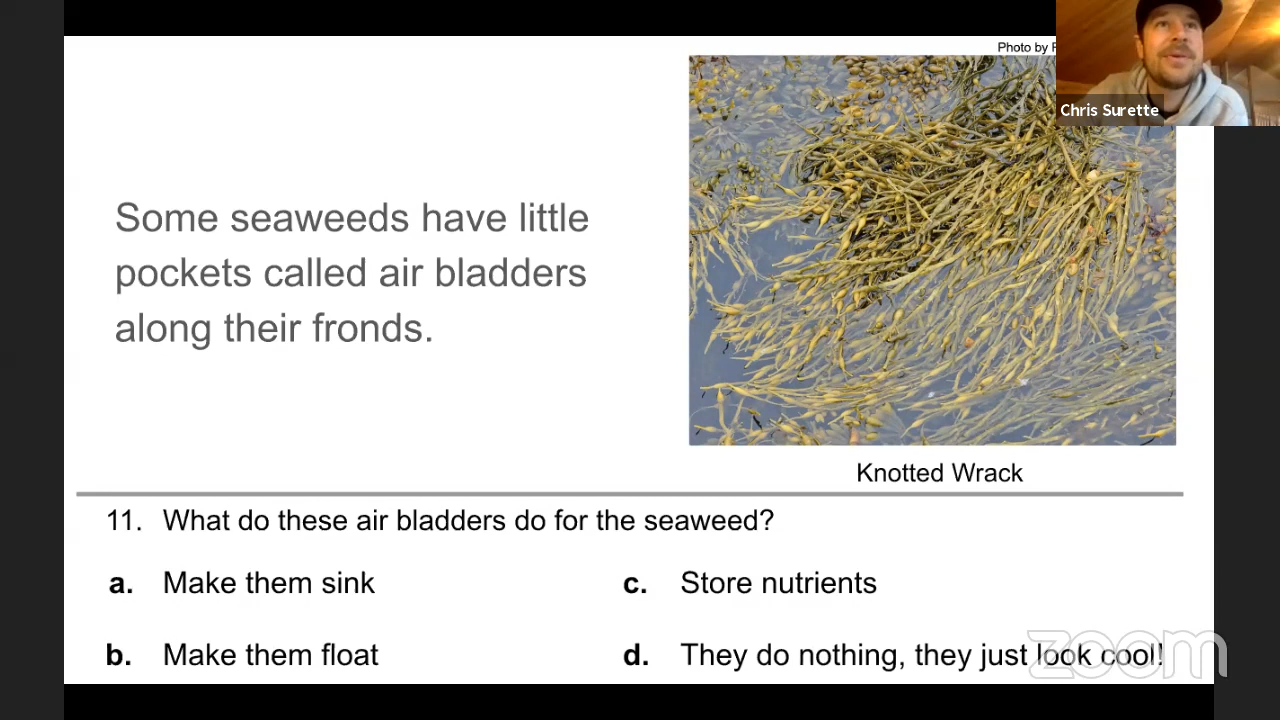 Photo by
Chris Surette
Some seaweeds have little
pockets called air bladders
along their fronds.
Knotted Wrack
11. What do these air bladders do for the seaweed?
a. Make them sink
c. Store nutrients
b. Make them float
d. They do nothing, they just look cool!
zoom